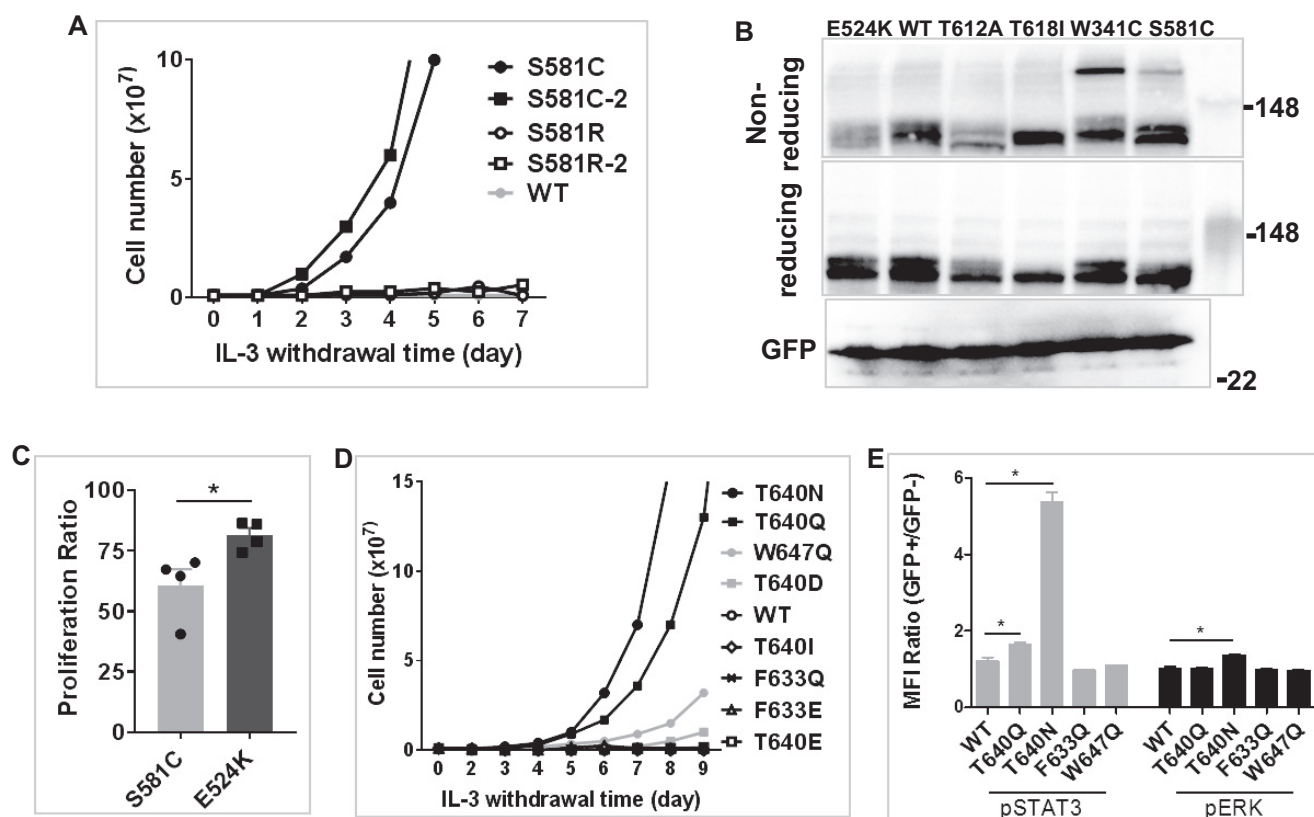 A
Cell number (x10⁷)
10
5
0
0 1 2 3 4 5 6 7
IL-3 withdrawal time (day)
S581C
S581C-2
S581R
S581R-2
WT
B
E524K WT T612A T618I W341C S581C
Non-
reducing
-148
reducing
-148
GFP
-22
C
Proliferation Ratio
100
75
50
25
0
*
S581C
E524K
D
Cell number (x10⁷)
15
10
5
0
0 1 2 3 4 5 6 7 8 9
IL-3 withdrawal time (day)
T640N
T640Q
W647Q
T640D
WT
T640I
F633Q
F633E
T640E
E
MFI Ratio (GFP+/GFP-)
6
4
2
0
*
*
*
WT
T640Q
T640N
F633Q
W647Q
WT
T640Q
T640N
F633Q
W647Q
pSTAT3
pERK